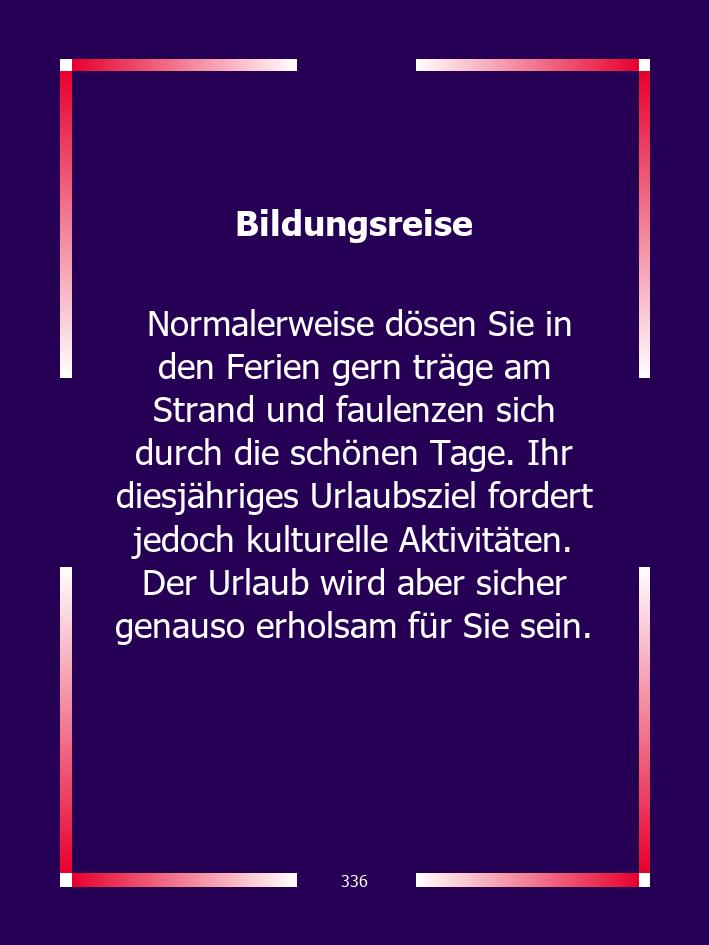 Bildungsreise
Normalerweise dösen Sie in
den Ferien gern träge am
Strand und faulenzen sich
durch die schönen Tage. Ihr
diesjähriges Urlaubsziel fordert
jedoch kulturelle Aktivitäten.
Der Urlaub wird aber sicher
genauso erholsam für Sie sein.
336